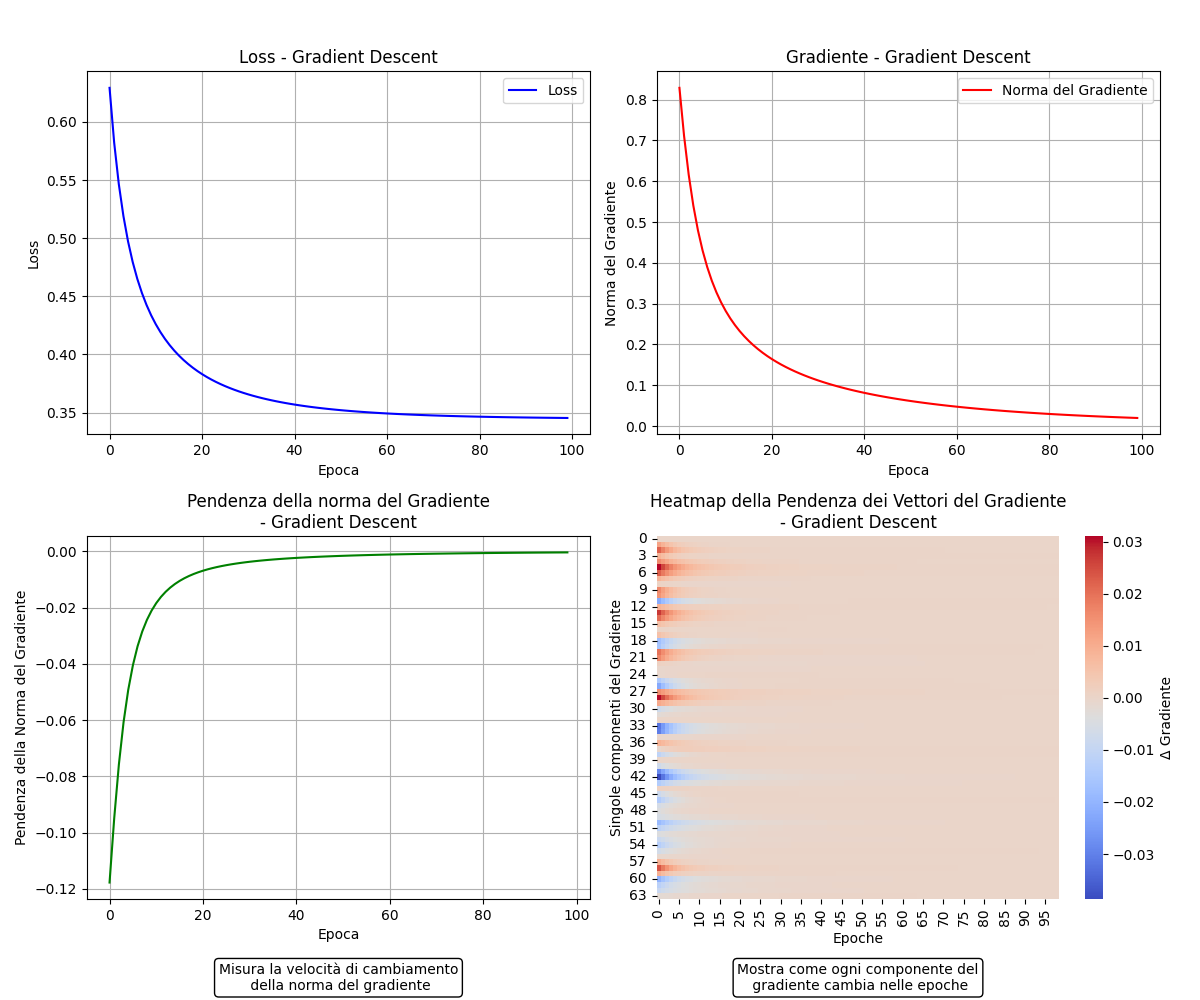 Loss - Gradient Descent
Loss
0.60
0.55
0.50
0.45
0.40
0.35
Loss
0 20 40 60 80 100
Epoca
Gradiente - Gradient Descent
Norma del Gradiente
0.8
0.7
0.6
0.5
0.4
0.3
0.2
0.1
0.0
Norma del Gradiente
0 20 40 60 80 100
Epoca
Pendenza della norma del Gradiente
- Gradient Descent
0.00
−0.02
−0.04
−0.06
−0.08
−0.10
−0.12
Pendenza della Norma del Gradiente
0 20 40 60 80 100
Epoca
Misura la velocità di cambiamento
della norma del gradiente
Heatmap della Pendenza dei Vettori del Gradiente
- Gradient Descent
0
3
6
9
12
15
18
21
24
27
30
33
36
39
42
45
48
51
54
57
60
63
Singole componenti del Gradiente
0 5 10 15 20 25 30 35 40 45 50 55 60 65 70 75 80 85 90 95
Epoche
0.03
0.02
0.01
0.00
−0.01
−0.02
−0.03
Δ Gradiente
Mostra come ogni componente del
gradiente cambia nelle epoche